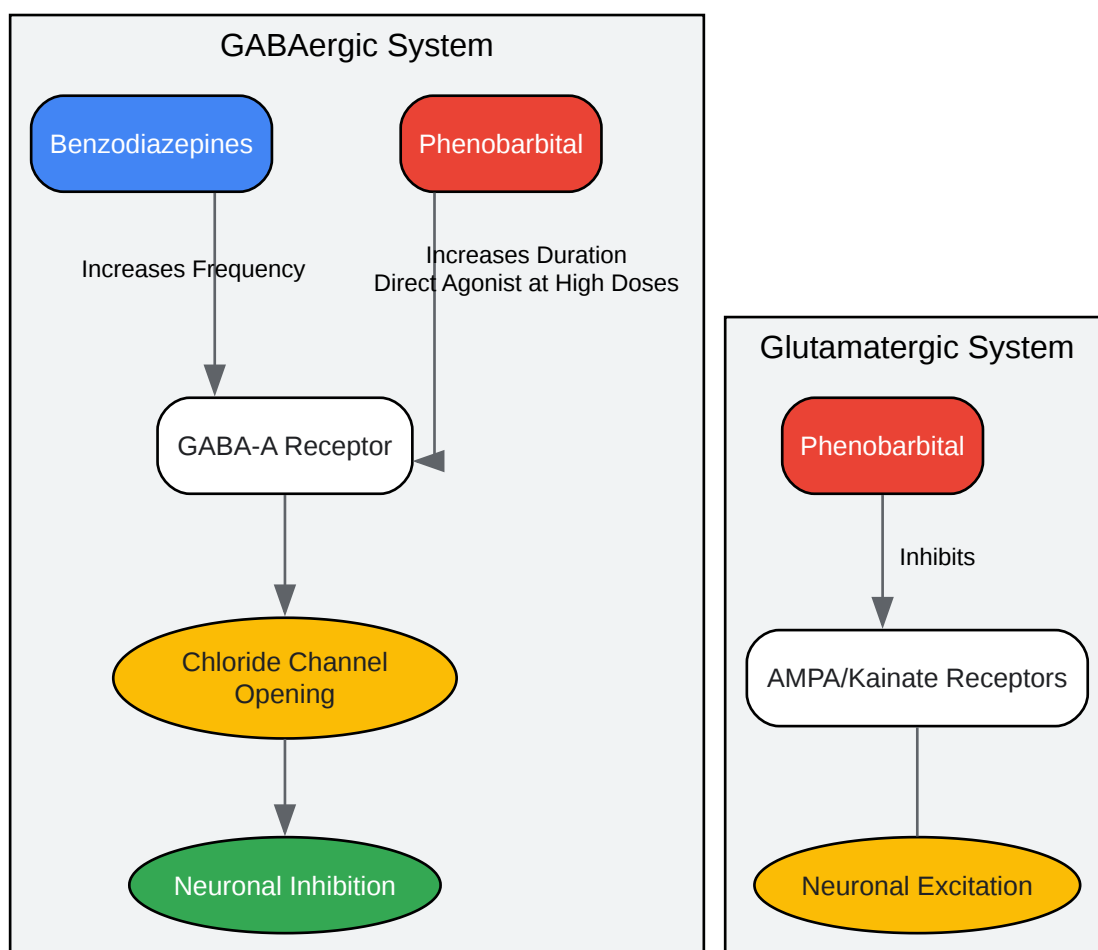 GABAergic System
Benzodiazepines
Phenobarbital
Increases Frequency
Increases Duration
Direct Agonist at High Doses
GABA-A Receptor
Chloride Channel
Opening
Neuronal Inhibition
Glutamatergic System
Phenobarbital
Inhibits
AMPA/Kainate Receptors
Neuronal Excitation